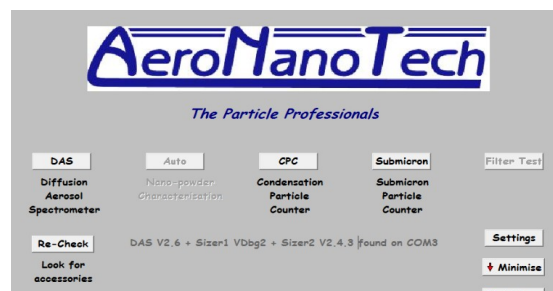 AeroNanoTech
The Particle Professionals
DAS Auto CPC Submicron Filter Test
Diffusion Nano-powder Condensation Submicron
Aerosol Characterisation Particle Particle
Spectrometer Counter Counter
Re-Check DAS V2.6 + Sizer1 VDbg2 + Sizer2 V2.4.3 found on COM3 Settings
Look for
accessories
Minimise